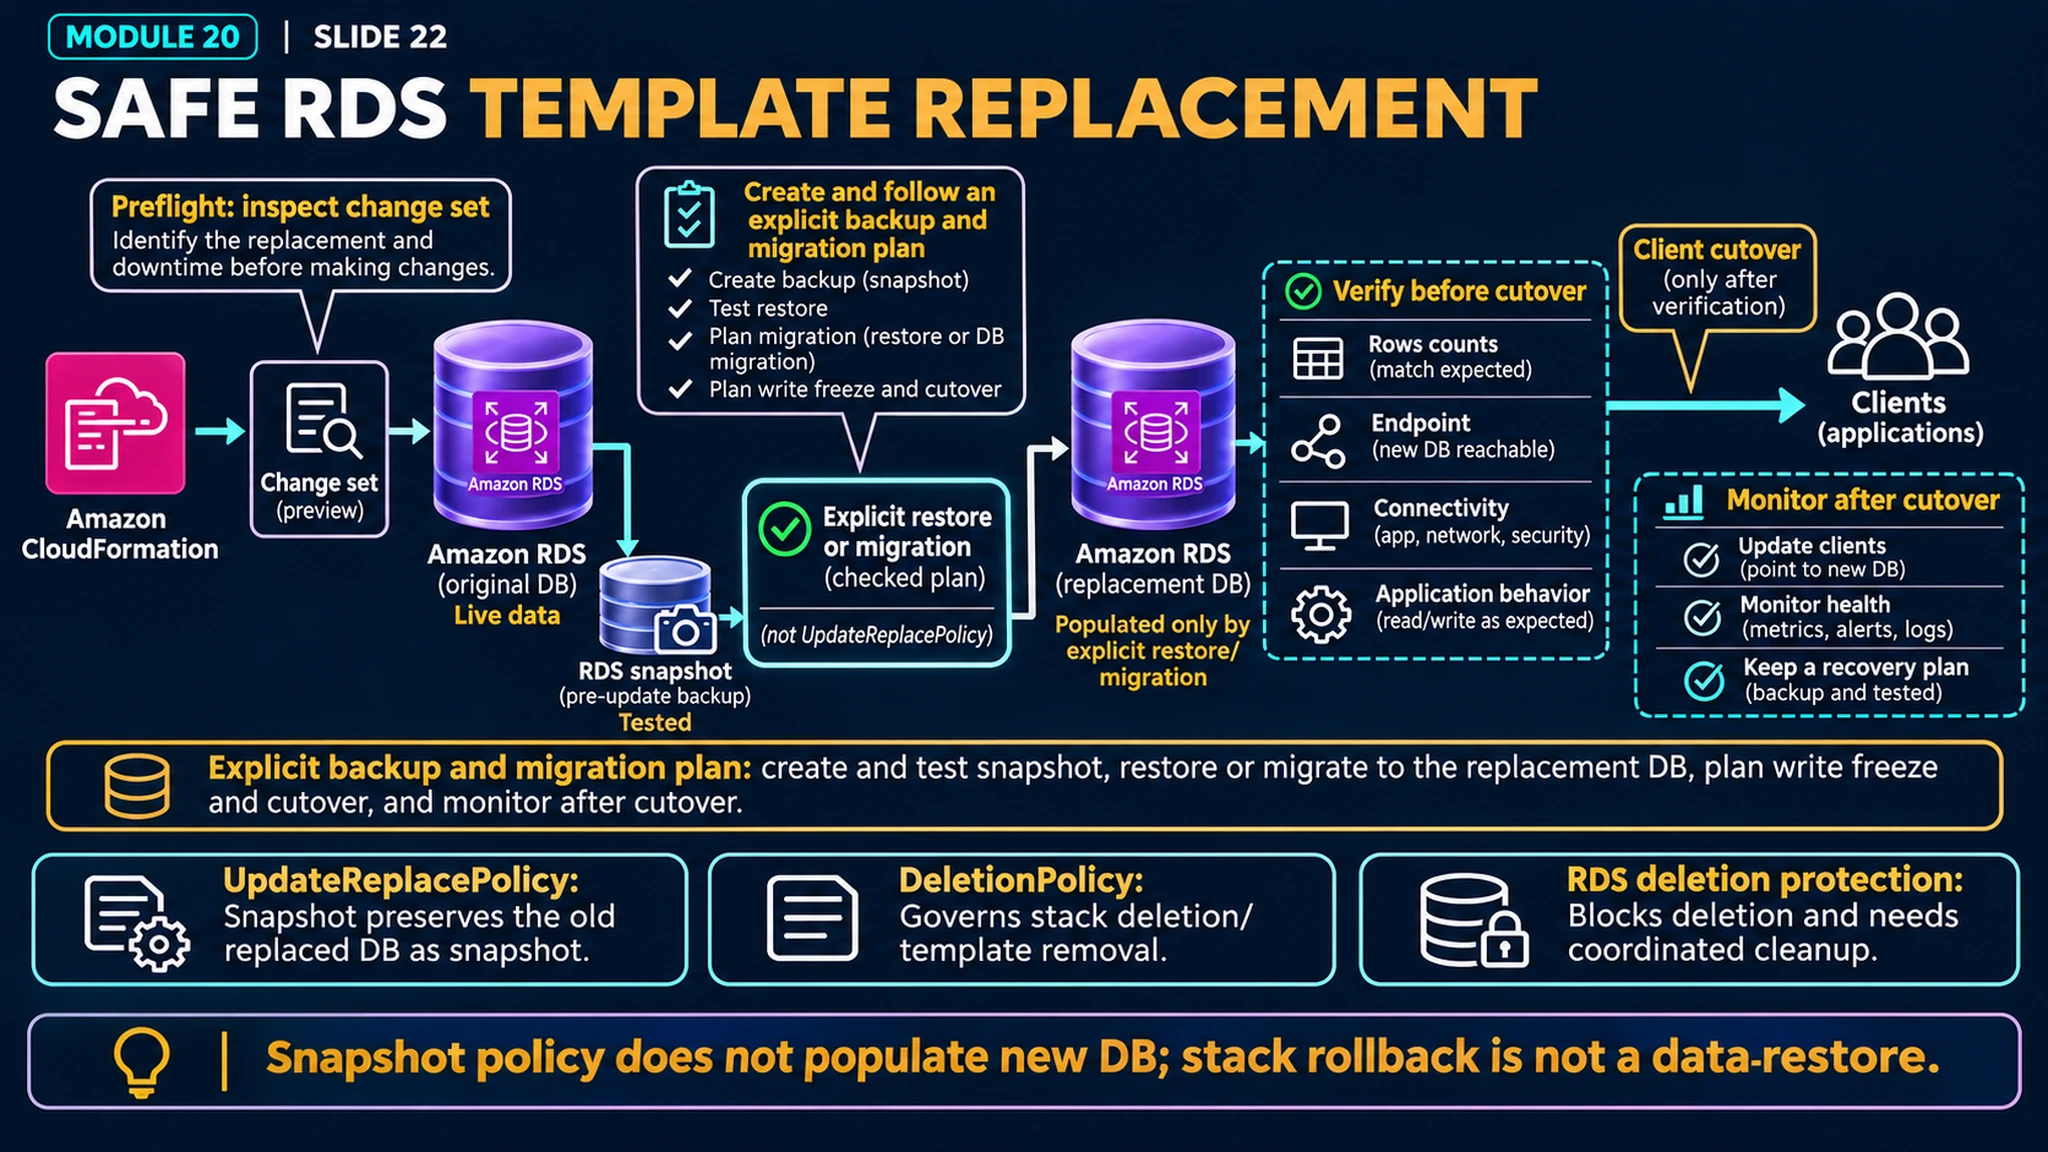 MODULE 20 | SLIDE 22
SAFE RDS TEMPLATE REPLACEMENT
Preflight: inspect change set
Identify the replacement and
downtime before making changes.
Amazon
CloudFormation
Change set
(preview)
Amazon RDS
Amazon RDS
(original DB)
Live data
RDS snapshot
(pre-update backup)
Tested
Create and follow an
explicit backup and
migration plan
Create backup (snapshot)
Test restore
Plan migration (restore or DB
migration)
Plan write freeze and cutover
Explicit restore
or migration
(checked plan)
(not UpdateReplacePolicy)
Amazon RDS
Amazon RDS
(replacement DB)
Populated only by
explicit restore/
migration
Verify before cutover
Rows counts
(match expected)
Endpoint
(new DB reachable)
Connectivity
(app, network, security)
Application behavior
(read/write as expected)
Client cutover
(only after
verification)
Clients
(applications)
Monitor after cutover
Update clients
(point to new DB)
Monitor health
(metrics, alerts, logs)
Keep a recovery plan
(backup and tested)
Explicit backup and migration plan: create and test snapshot, restore or migrate to the replacement DB, plan write freeze
and cutover, and monitor after cutover.
UpdateReplacePolicy:
Snapshot preserves the old
replaced DB as snapshot.
DeletionPolicy:
Governs stack deletion/
template removal.
RDS deletion protection:
Blocks deletion and needs
coordinated cleanup.
Snapshot policy does not populate new DB; stack rollback is not a data-restore.